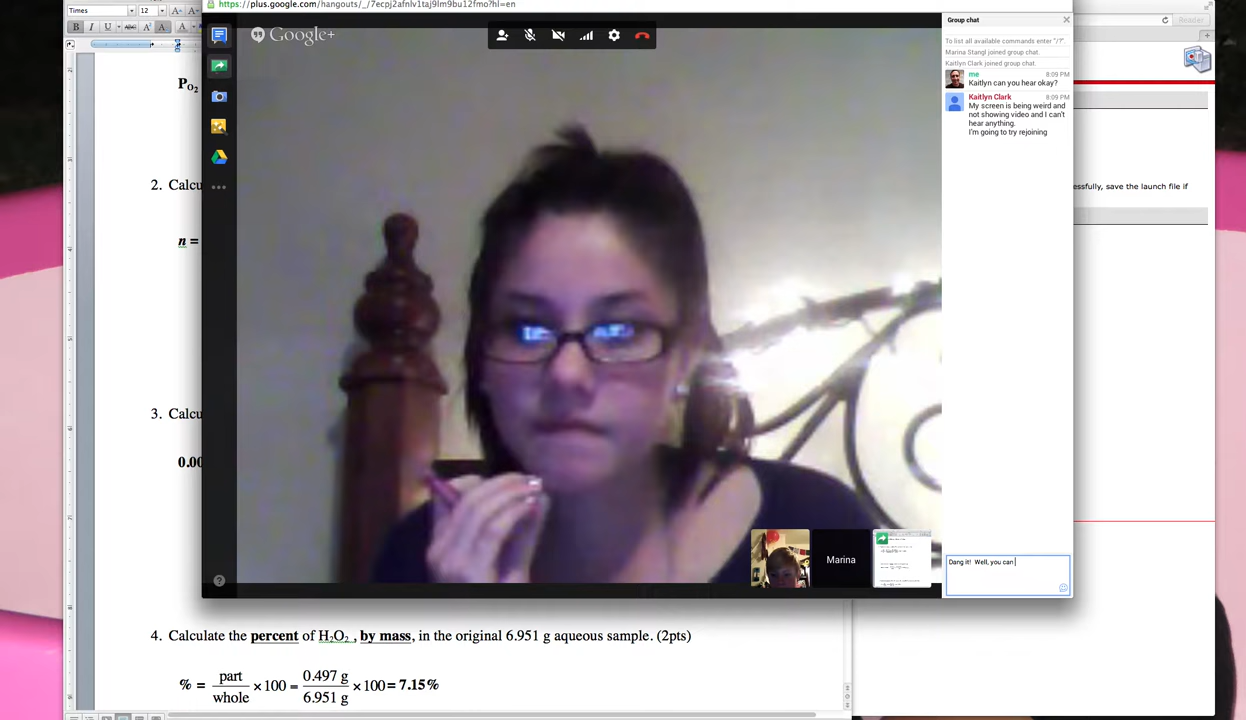 https://plus.google.com/hangouts/_/7ecpj2afnlv1taj9lm9bu12fmo?hl=en
Google+
Group chat
To list all available commands enter "/?".
Marina Stangl joined group chat.
Kaitlyn Clark joined group chat.
me 8:09 PM
Kaitlyn can you hear okay?
Kaitlyn Clark 8:09 PM
My screen is being weird and
not showing video and I can't
hear anything.
I'm going to try rejoining
Dang it! Well, you can
Marina
Reader
essfully, save the launch file if
Times 12
B I U ABC A² A
P O₂
2. Calcu
n =
3. Calcu
0.00
4. Calculate the percent of H₂O₂ , by mass, in the original 6.951 g aqueous sample. (2pts)
% = part / whole × 100 = 0.497 g / 6.951 g × 100 = 7.15%